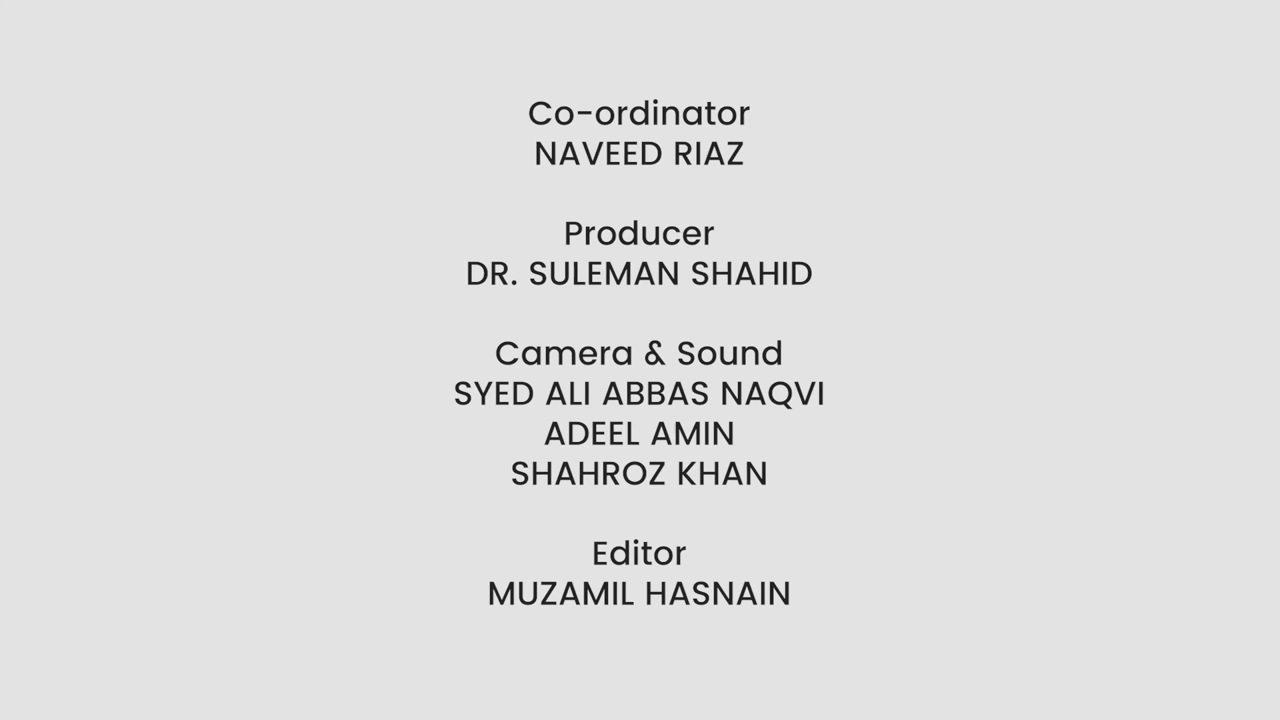 Co-ordinator
NAVEED RIAZ
Producer
DR. SULEMAN SHAHID
Camera & Sound
SYED ALI ABBAS NAQVI
ADEEL AMIN
SHAHROZ KHAN
Editor
MUZAMIL HASNAIN